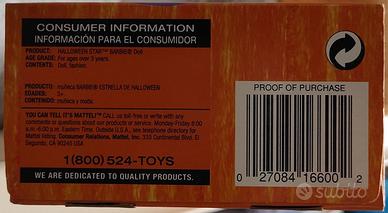 CONSUMER INFORMATION
INFORMACIÓN PARA EL CONSUMIDOR
PRODUCT: HALLOWEEN STAR™ BARBIE® Doll
AGE GRADE: For ages over 3 years.
CONTENTS: Doll, fashion.
muñeca BARBIE® ESTRELLA DE HALLOWEEN
EDADES: 3+.
CONTENIDO: muñeca y moda.
YOU CAN TELL IT'S MATTEL!™ CALL us toll-free or write with any
comments or questions about our products. Monday-Friday 8:00
a.m.-6:00 p.m. Eastern Time. Outside U.S.A., see telephone directory for
Mattel listing. Consumer Relations, Mattel, Inc. 333 Continental Blvd. El
Segundo, CA 90245 USA
1(800) 524-TOYS
WE ARE DEDICATED TO QUALITY PRODUCTS.
PROOF OF PURCHASE
0 27084 16600 2
subito